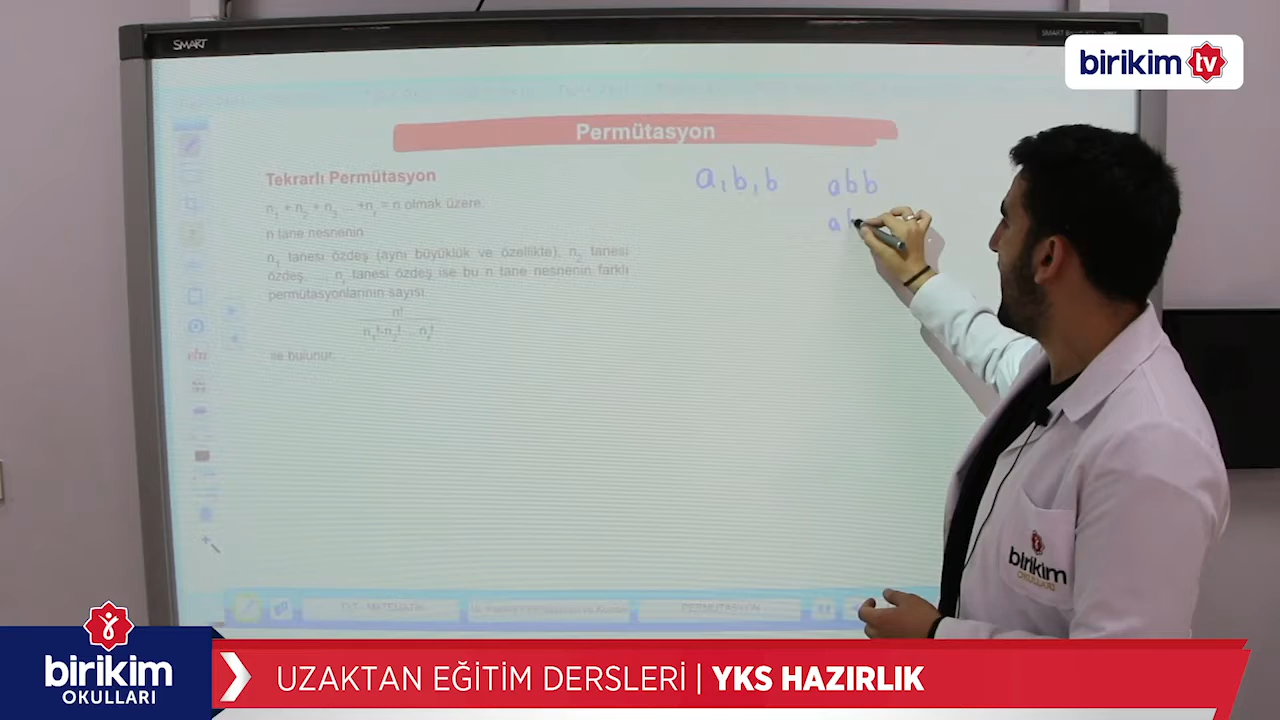 SMART
birikim tv
Permütasyon
Tekrarlı Permütasyon
n1 + n2 + n3 ... +nr = n olmak üzere,
n tane nesnenin
n1 tanesi özdeş (aynı büyüklük ve özellikte), n2 tanesi
özdeş ... nr tanesi özdeş ise bu n tane nesnenin farklı
permütasyonlarının sayısı
n!
n1!·n2! ... nr!
ile bulunur.
a, b, b
abb
a
PERMÜTASYON
birikim
OKULLARI
birikim
OKULLARI
UZAKTAN EĞİTİM DERSLERİ | YKS HAZIRLIK